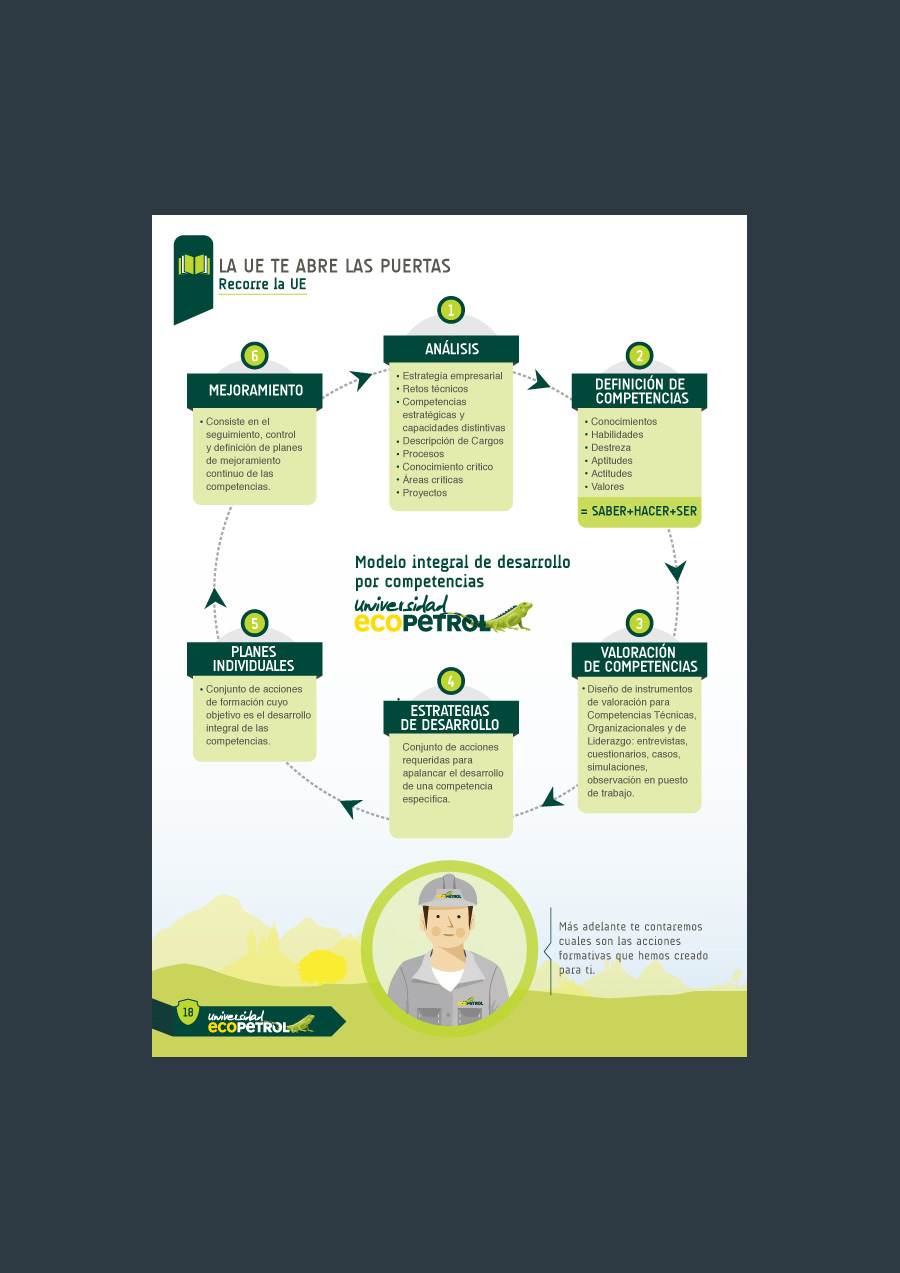 LA UE TE ABRE LAS PUERTAS
Recorre la UE
1
ANÁLISIS
• Estrategia empresarial
• Retos técnicos
• Competencias
estratégicas y
capacidades distintivas
• Descripción de Cargos
• Procesos
• Conocimiento crítico
• Áreas críticas
• Proyectos
2
DEFINICIÓN DE
COMPETENCIAS
• Conocimientos
• Habilidades
• Destreza
• Aptitudes
• Actitudes
• Valores
= SABER+HACER+SER
6
MEJORAMIENTO
• Consiste en el
seguimiento, control
y definición de planes
de mejoramiento
continuo de las
competencias.
Modelo integral de desarrollo
por competencias
universidad
ecopetrol
3
VALORACIÓN
DE COMPETENCIAS
• Diseño de instrumentos
de valoración para
Competencias Técnicas,
Organizacionales y de
Liderazgo: entrevistas,
cuestionarios, casos,
simulaciones,
observación en puesto
de trabajo.
4
ESTRATEGIAS
DE DESARROLLO
Conjunto de acciones
requeridas para
apalancar el desarrollo
de una competencia
específica.
5
PLANES
INDIVIDUALES
• Conjunto de acciones
de formación cuyo
objetivo es el desarrollo
integral de las
competencias.
ecopetrol
ecopetrol
Más adelante te contaremos
cuales son las acciones
formativas que hemos creado
para ti.
18
universidad
ecopetrol